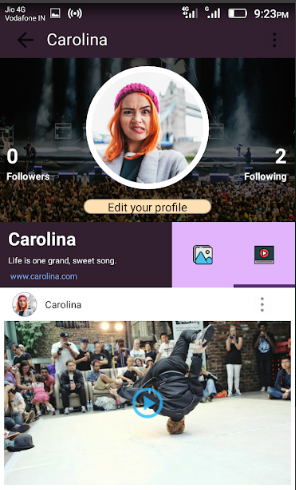 Jio 4G
Vodafone IN
4G
G
9:23PM
Carolina
0
Followers
2
Following
Edit your profile
Carolina
Life is one grand, sweet song.
www.carolina.com
Carolina